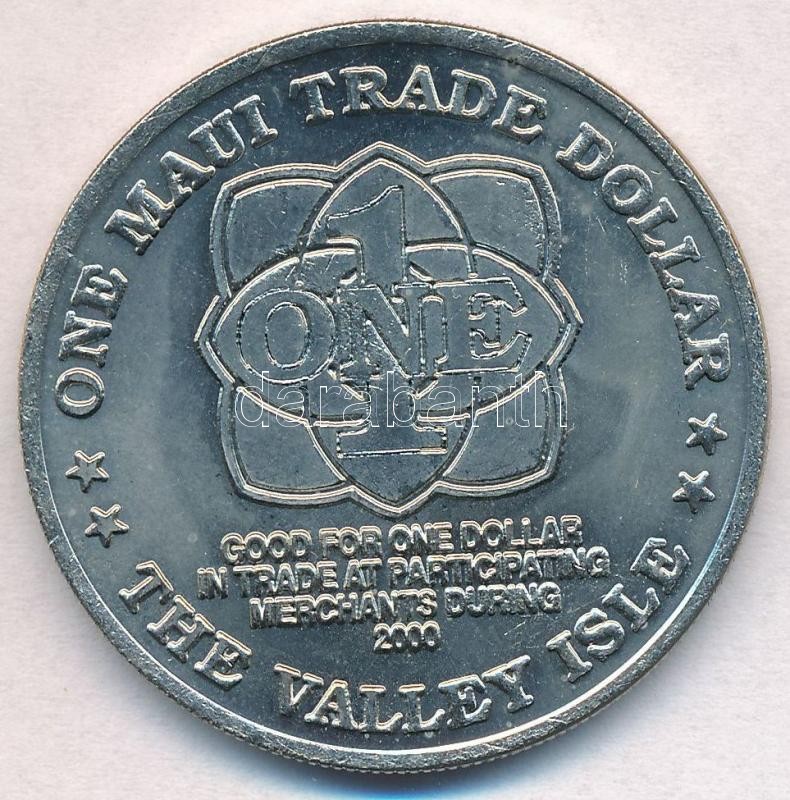 ONE MAUI TRADE DOLLAR
1
ONE
darabanth
GOOD FOR ONE DOLLAR
IN TRADE AT PARTICIPATING
MERCHANTS DURING
2000
THE VALLEY ISLE